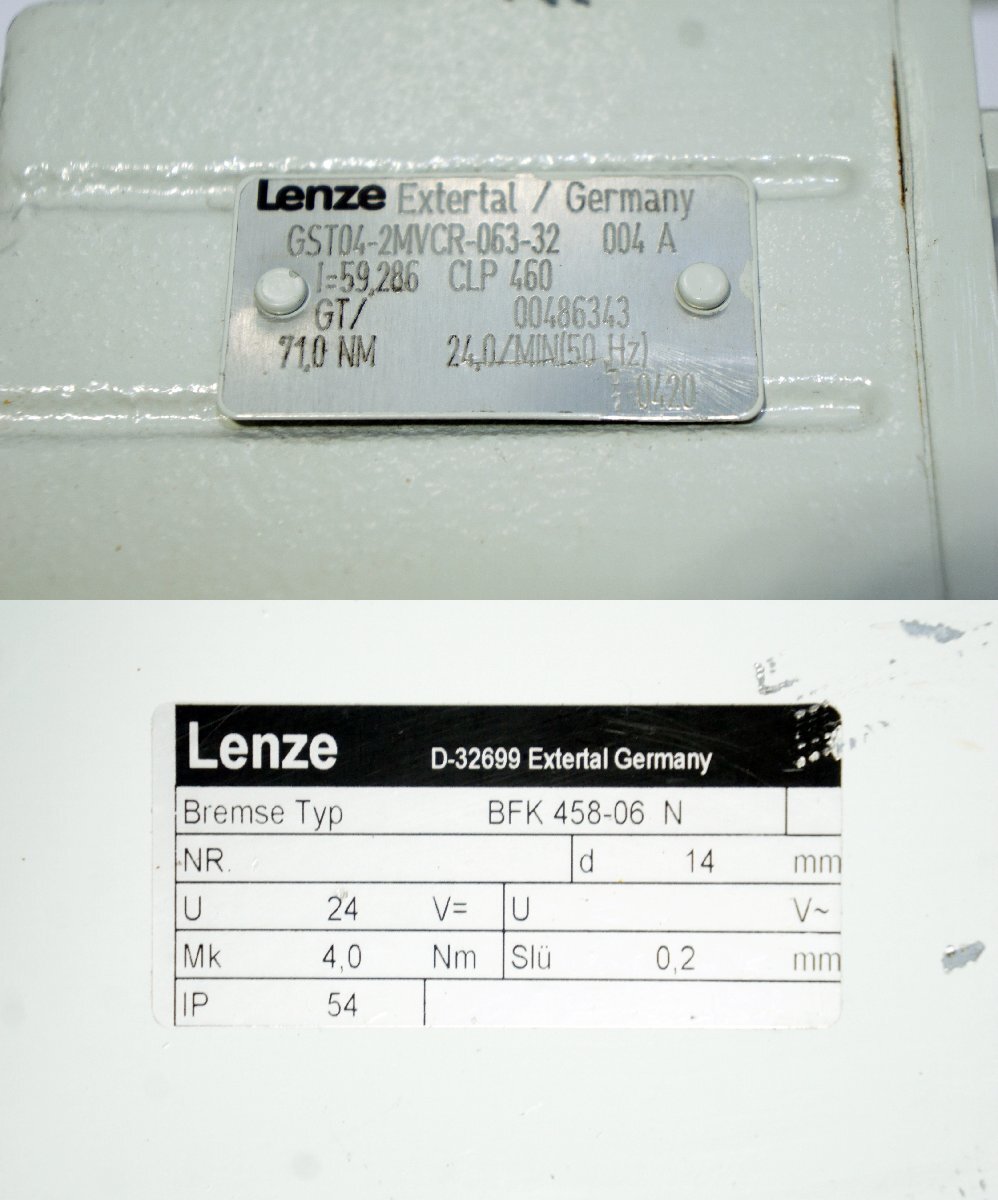 Lenze Extertal / Germany
GST04-2MVCR-063-32 004 A
I=59,286 CLP 460
GT/ 00486343
71,0 NM 24,0/MIN(50 Hz)
0420
Lenze D-32699 Extertal Germany
Bremse Typ BFK 458-06 N
NR. d 14 mm
U 24 V= U V~
Mk 4,0 Nm Slü 0,2 mm
IP 54